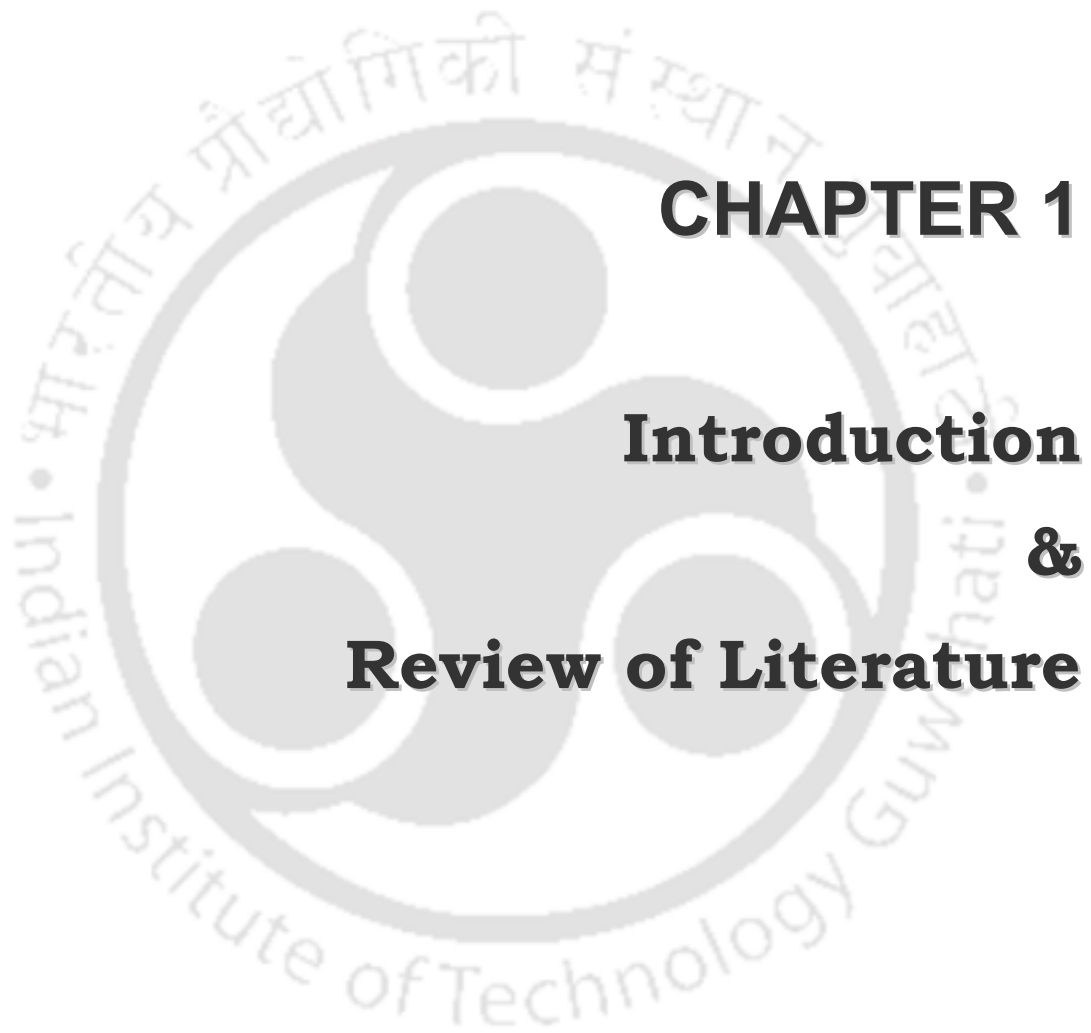 CHAPTER 1
Introduction
&
Review of Literature
भारतीय प्रौद्योगिकी संस्थान गुवाहाटी
• Indian Institute of Technology Guwahati •